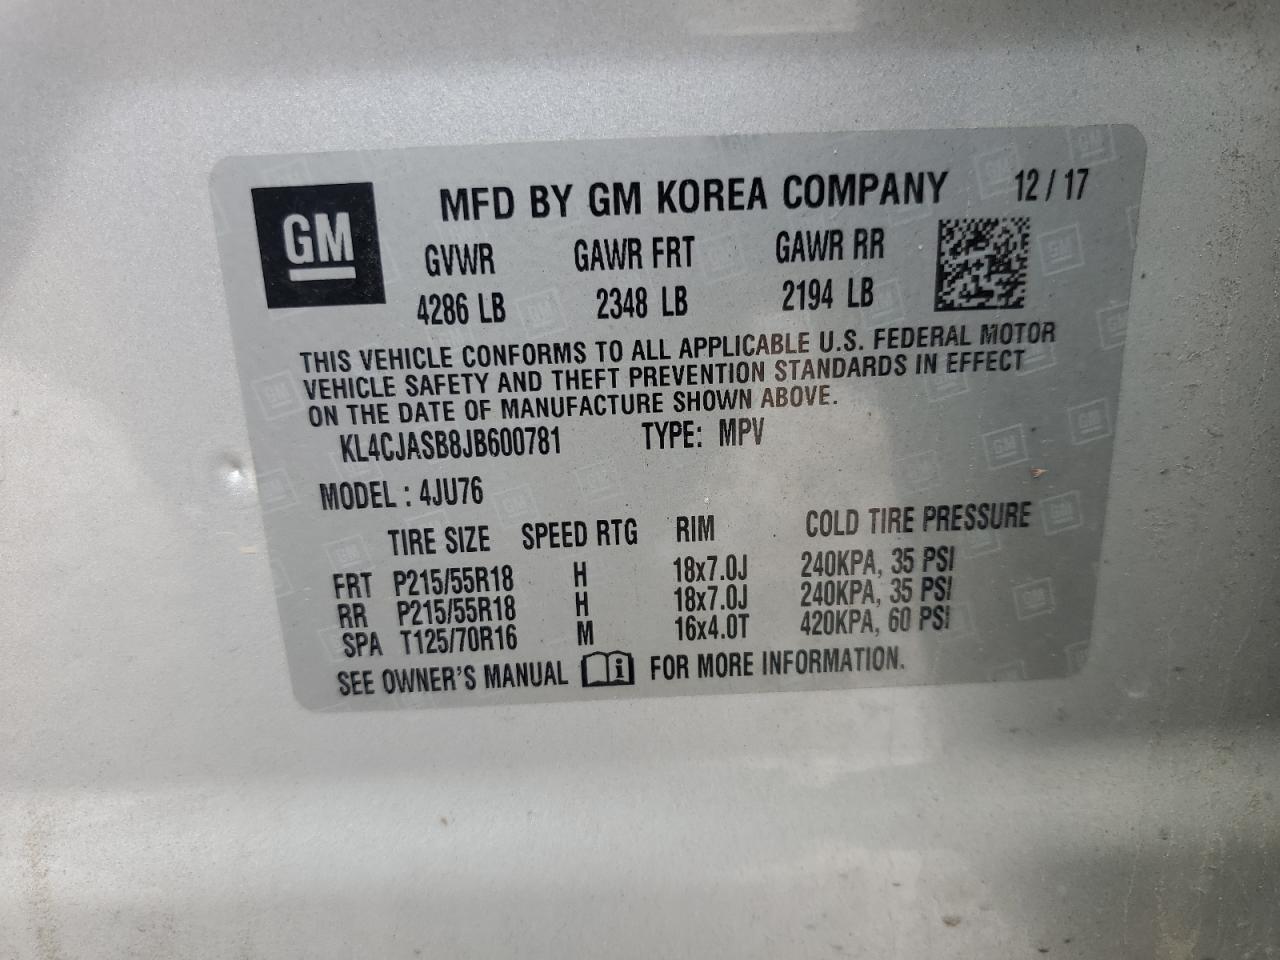 GM
MFD BY GM KOREA COMPANY 12/17
GVWR GAWR FRT GAWR RR
4286 LB 2348 LB 2194 LB
THIS VEHICLE CONFORMS TO ALL APPLICABLE U.S. FEDERAL MOTOR
VEHICLE SAFETY AND THEFT PREVENTION STANDARDS IN EFFECT
ON THE DATE OF MANUFACTURE SHOWN ABOVE.
KL4CJASB8JB600781 TYPE: MPV
MODEL : 4JU76
TIRE SIZE SPEED RTG RIM COLD TIRE PRESSURE
FRT P215/55R18 H 18x7.0J 240KPA, 35 PSI
RR P215/55R18 H 18x7.0J 240KPA, 35 PSI
SPA T125/70R16 M 16x4.0T 420KPA, 60 PSI
SEE OWNER'S MANUAL i FOR MORE INFORMATION.